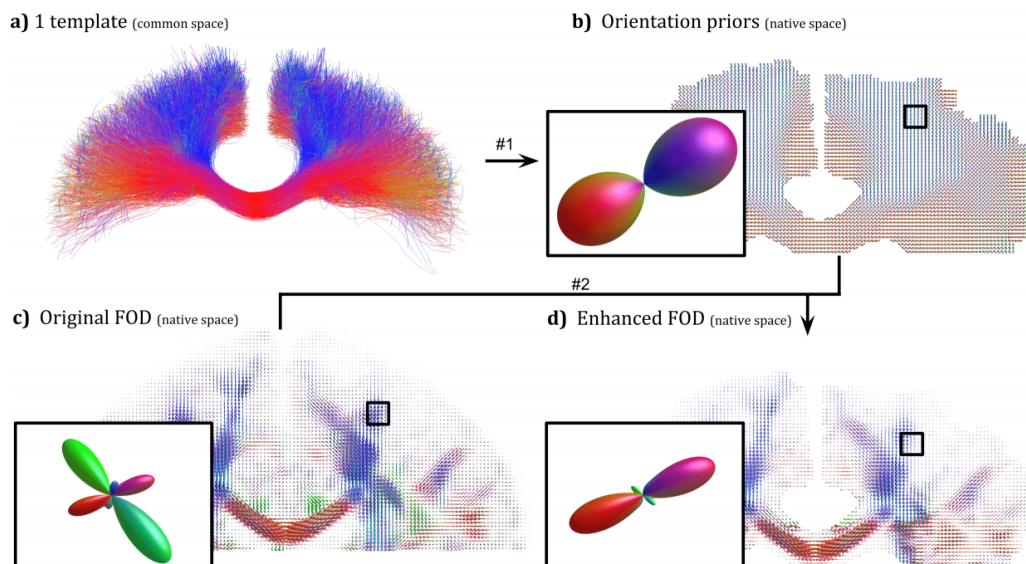 a) 1 template (common space)
b) Orientation priors (native space)
#1
#2
c) Original FOD (native space)
d) Enhanced FOD (native space)